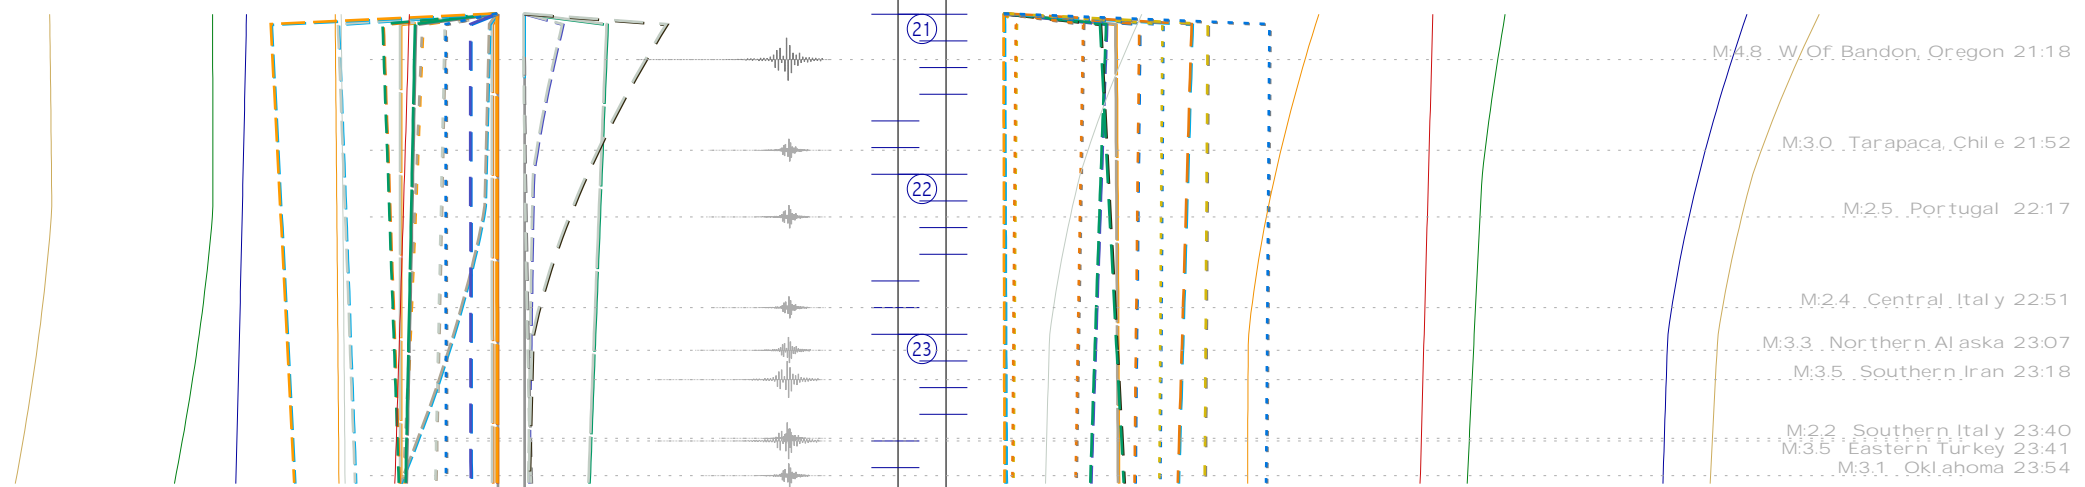 21
M:4.8 W Of Bandon, Oregon 21:18
M:3.0 Tarapaca, Chile 21:52
22
M:2.5 Portugal 22:17
M:2.4 Central Italy 22:51
23
M:3.3 Northern Alaska 23:07
M:3.5 Southern Iran 23:18
M:2.2 Southern Italy 23:40
M:3.5 Eastern Turkey 23:41
M:3.1 Oklahoma 23:54